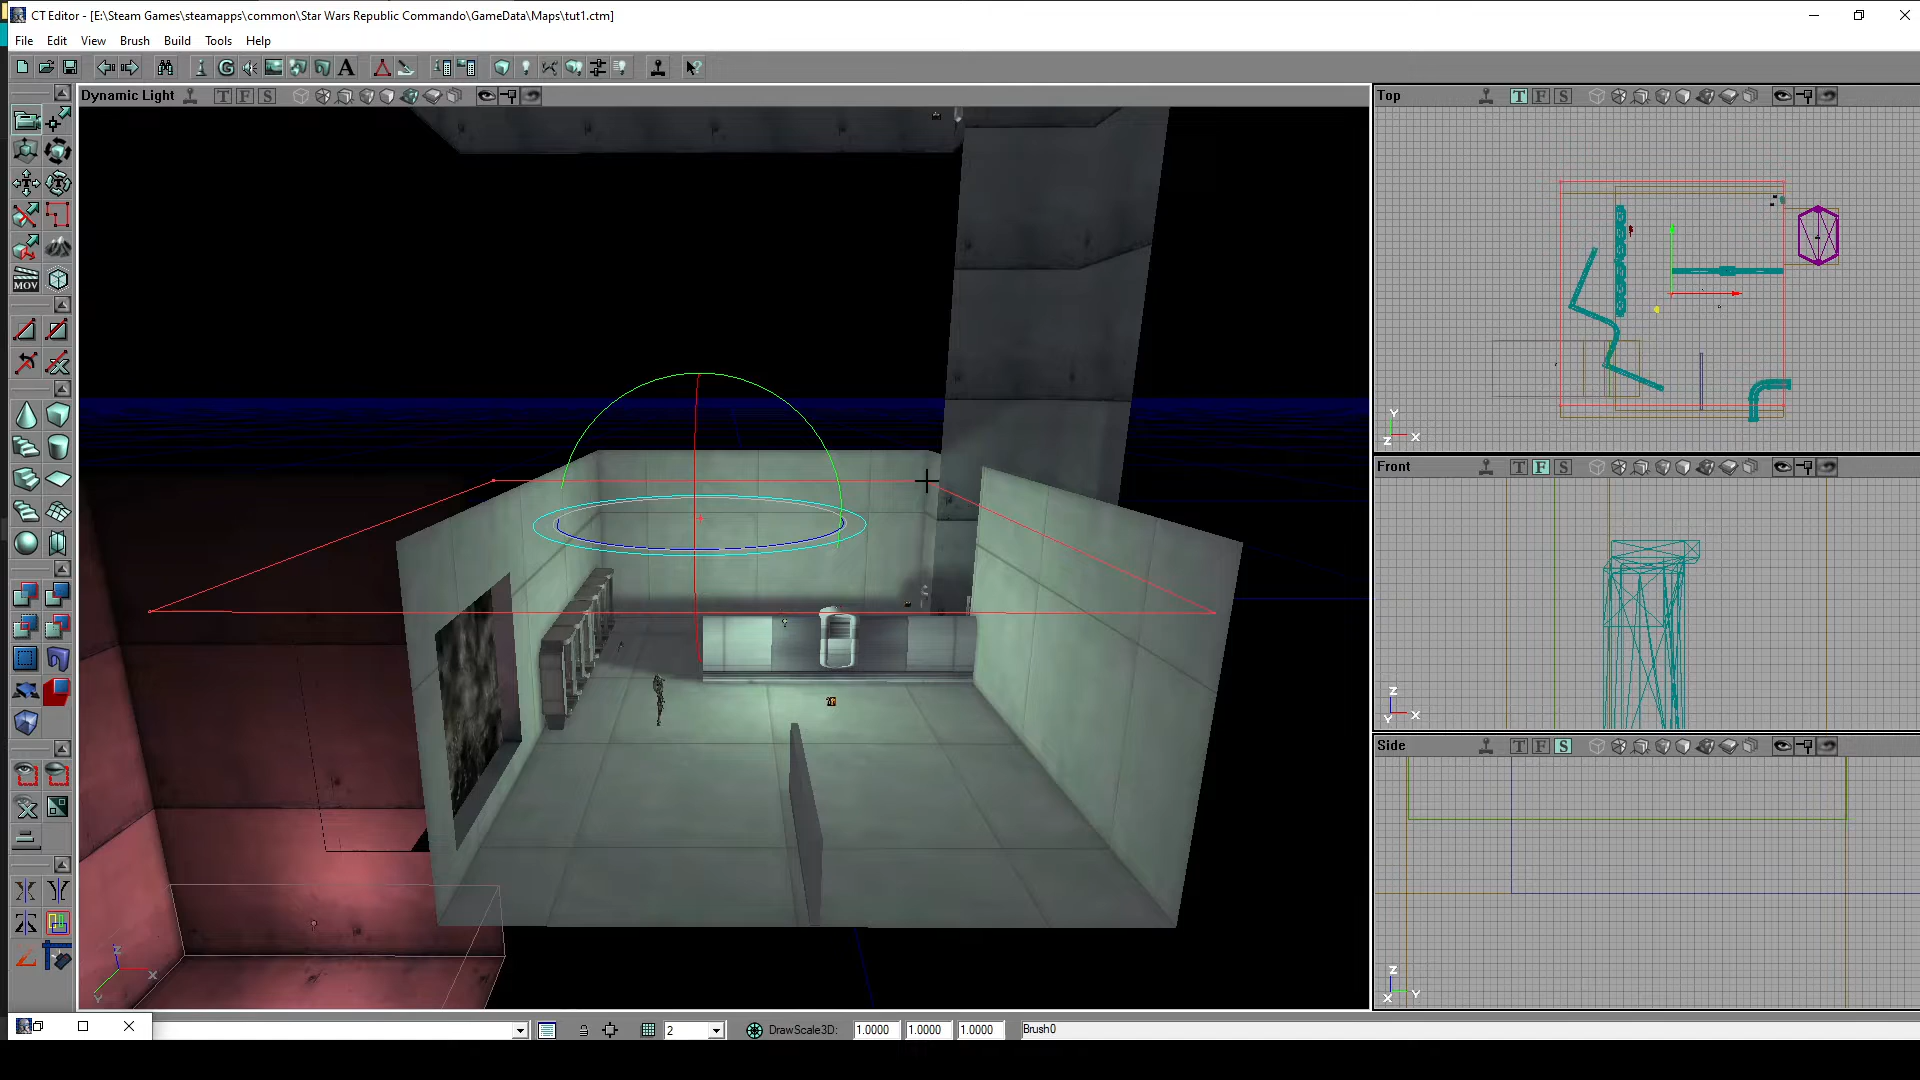 CT Editor - [E:\Steam Games\steamapps\common\Star Wars Republic Commando\GameData\Maps\tut1.ctm]
File Edit View Brush Build Tools Help
G A
Dynamic Light T F S
Top T F S
MOV
Y
Z X
Front T F S
Z
Y X
Side T F S
Z
X
Y
Z
X Y
2 DrawScale3D: 1.0000 1.0000 1.0000 Brush0